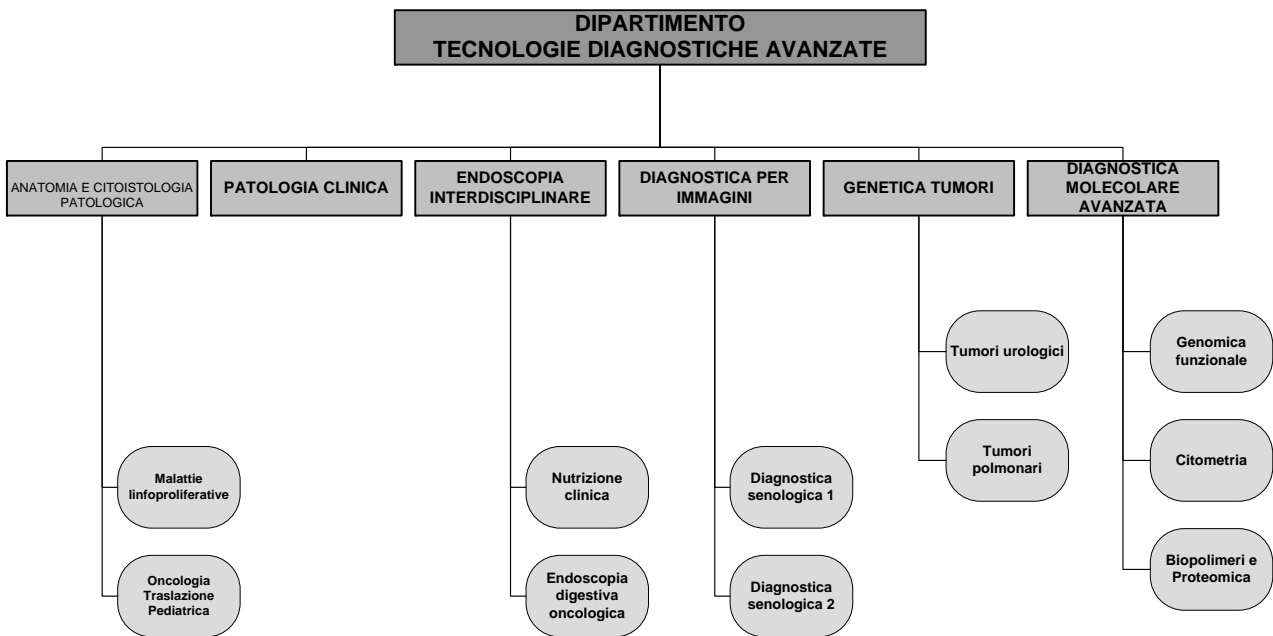 DIPARTIMENTO
TECNOLOGIE DIAGNOSTICHE AVANZATE
ANATOMIA E CITOISTOLOGIA
PATOLOGICA
PATOLOGIA CLINICA
ENDOSCOPIA
INTERDISCIPLINARE
DIAGNOSTICA PER
IMMAGINI
GENETICA TUMORI
DIAGNOSTICA
MOLECOLARE
AVANZATA
Malattie
linfoproliferative
Oncologia
Traslazione
Pediatrica
Nutrizione
clinica
Endoscopia
digestiva
oncologica
Diagnostica
senologica 1
Diagnostica
senologica 2
Tumori urologici
Tumori
polmonari
Genomica
funzionale
Citometria
Biopolimeri e
Proteomica